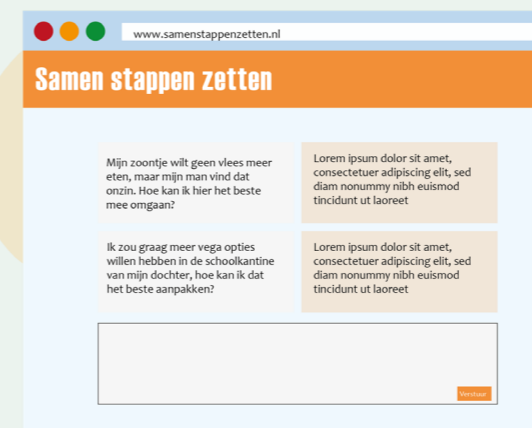 www.samenstappenzetten.nl
Samen stappen zetten
Mijn zoontje wilt geen vlees meer
eten, maar mijn man vind dat
onzin. Hoe kan ik hier het beste
mee omgaan?
Lorem ipsum dolor sit amet,
consectetuer adipiscing elit, sed
diam nonummy nibh euismod
tincidunt ut laoreet
Ik zou graag meer vega opties
willen hebben in de schoolkantine
van mijn dochter, hoe kan ik dat
het beste aanpakken?
Lorem ipsum dolor sit amet,
consectetuer adipiscing elit, sed
diam nonummy nibh euismod
tincidunt ut laoreet
Verstuur